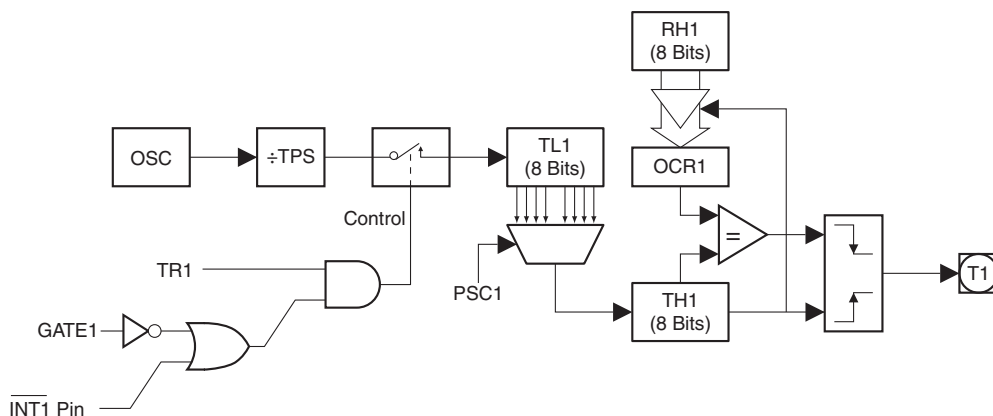 RH1
(8 Bits)
OSC
÷TPS
TL1
(8 Bits)
OCR1
Control
=
TR1
PSC1
TH1
(8 Bits)
T1
GATE1
INT1 Pin